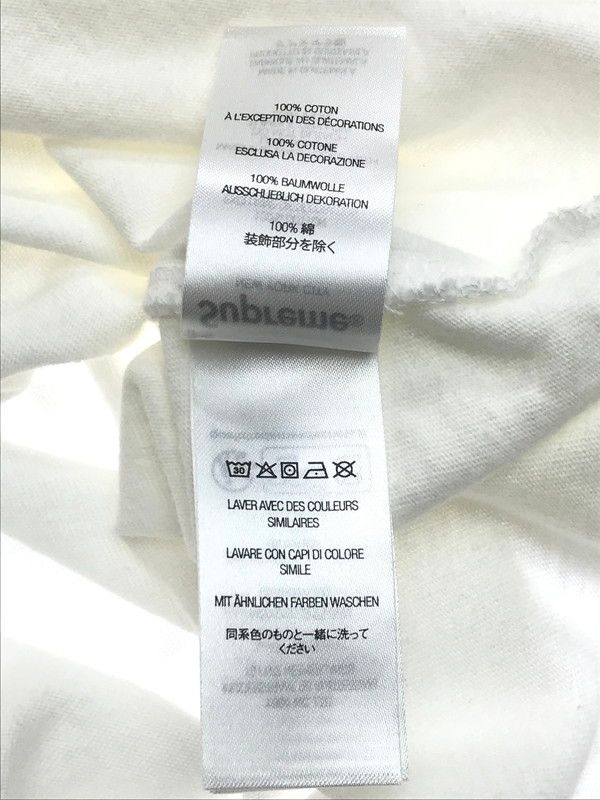 100% COTON
À L'EXCEPTION DES DÉCORATIONS
100% COTONE
ESCLUSA LA DECORAZIONE
100% BAUMWOLLE
AUSSCHLIEßLICH DEKORATION
100% 綿
装飾部分を除く
NEW YORK CITY
Supreme®
30
LAVER AVEC DES COULEURS
SIMILAIRES
LAVARE CON CAPI DI COLORE
SIMILE
MIT ÄHNLICHEN FARBEN WASCHEN
同系色のものと一緒に洗って
ください